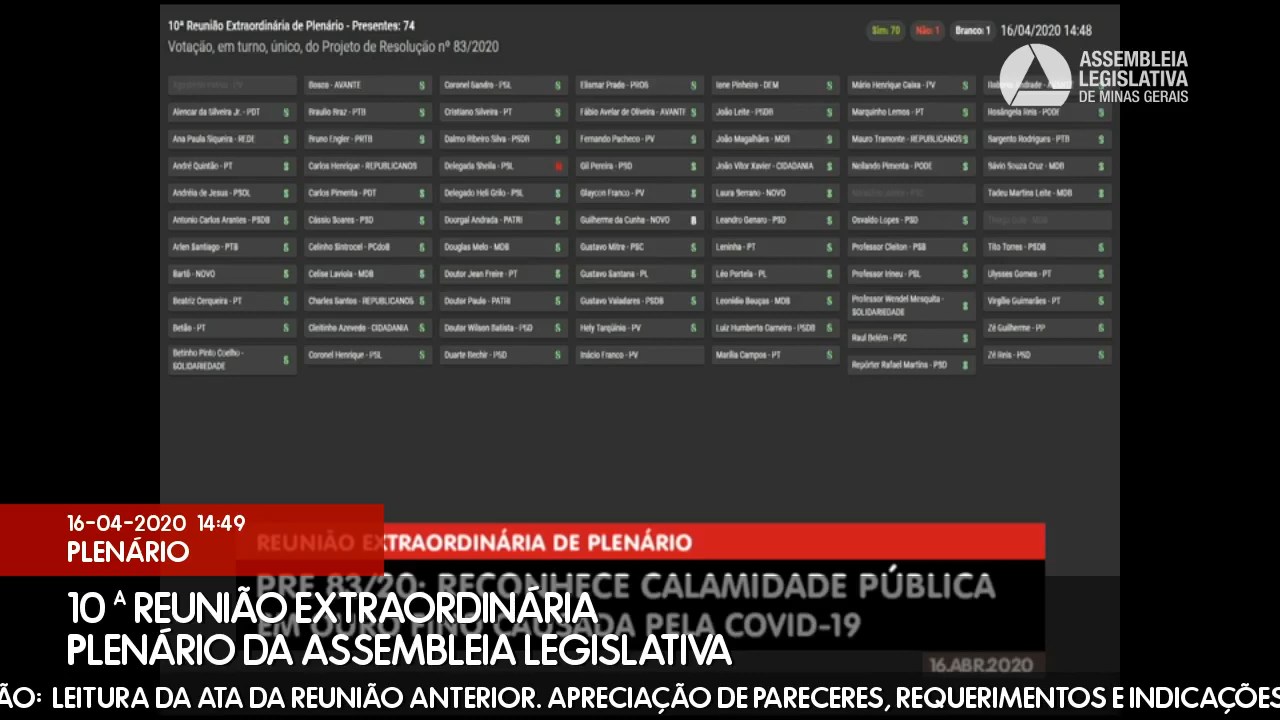 10ª Reunião Extraordinária de Plenário - Presentes: 74
Votação, em turno, único, do Projeto de Resolução nº 83/2020
Sim: 70 Não: 1 Branco: 1 16/04/2020 14:48
ASSEMBLEIA
LEGISLATIVA
DE MINAS GERAIS
Alencar da Silveira Jr. - PDT S
Ana Paula Siqueira - REDE S
André Quintão - PT S
Andréia de Jesus - PSOL S
Antonio Carlos Arantes - PSDB S
Arlen Santiago - PTB S
Bartô - NOVO S
Beatriz Cerqueira - PT S
Betão - PT S
Betinho Pinto Coelho -
SOLIDARIEDADE S
Bosco - AVANTE S
Braulio Braz - PTB S
Bruno Engler - PRTB S
Carlos Henrique - REPUBLICANOS
Carlos Pimenta - PDT S
Cássio Soares - PSD S
Celinho Sintrocel - PCdoB S
Celise Laviola - MDB S
Charles Santos - REPUBLICANOS S
Cleitinho Azevedo - CIDADANIA S
Coronel Henrique - PSL S
Coronel Sandro - PSL S
Cristiano Silveira - PT S
Dalmo Ribeiro Silva - PSDB S
Delegada Sheila - PSL N
Delegado Heli Grilo - PSL S
Doorgal Andrada - PATRI S
Douglas Melo - MDB S
Doutor Jean Freire - PT S
Doutor Paulo - PATRI S
Doutor Wilson Batista - PSD S
Duarte Bechir - PSD S
Elismar Prado - PROS S
Fábio Avelar de Oliveira - AVANTE S
Fernando Pacheco - PV S
Gil Pereira - PSD S
Glaycon Franco - PV S
Guilherme da Cunha - NOVO B
Gustavo Mitre - PSC S
Gustavo Santana - PL S
Gustavo Valadares - PSDB S
Hely Tarqüínio - PV S
Inácio Franco - PV
Ione Pinheiro - DEM S
João Leite - PSDB S
João Magalhães - MDB S
João Vítor Xavier - CIDADANIA S
Laura Serrano - NOVO S
Leandro Genaro - PSD S
Leninha - PT S
Léo Portela - PL S
Leonídio Bouças - MDB S
Luiz Humberto Carneiro - PSDB S
Marília Campos - PT S
Mário Henrique Caixa - PV S
Marquinho Lemos - PT S
Mauro Tramonte - REPUBLICANOS S
Neilando Pimenta - PODE S
Osvaldo Lopes - PSD S
Professor Cleiton - PSB S
Professor Irineu - PSL S
Professor Wendel Mesquita -
SOLIDARIEDADE S
Raul Belém - PSC S
Repórter Rafael Martins - PSD S
Rosângela Reis - PODE S
Sargento Rodrigues - PTB S
Sávio Souza Cruz - MDB S
Tadeu Martins Leite - MDB S
Tito Torres - PSDB S
Ulysses Gomes - PT S
Virgílio Guimarães - PT S
Zé Guilherme - PP S
Zé Reis - PSD S
16-04-2020 14:49
PLENÁRIO
REUNIÃO EXTRAORDINÁRIA DE PLENÁRIO
PRE 83/20: RECONHECE CALAMIDADE PÚBLICA
EM OURO FINO CAUSADA PELA COVID-19
10 ª REUNIÃO EXTRAORDINÁRIA
PLENÁRIO DA ASSEMBLEIA LEGISLATIVA
16.ABR.2020
ÃO: LEITURA DA ATA DA REUNIÃO ANTERIOR. APRECIAÇÃO DE PARECERES, REQUERIMENTOS E INDICAÇÕES